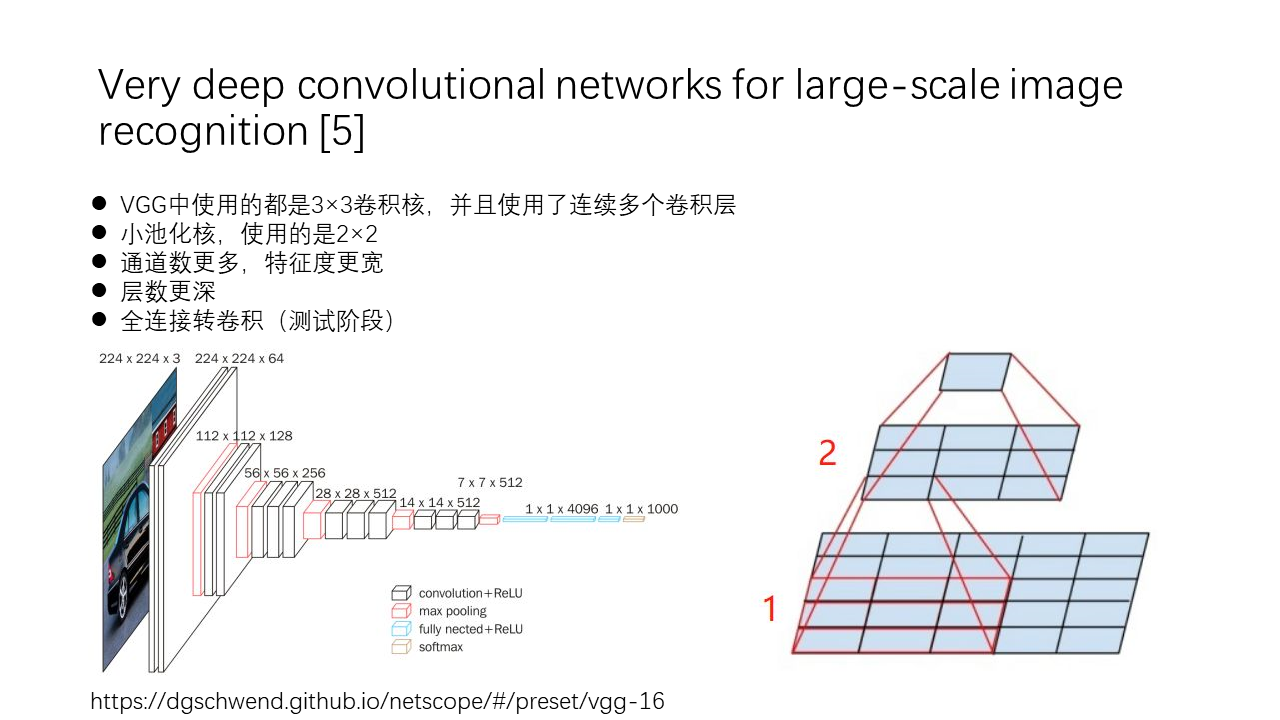 Very deep convolutional networks for large-scale image
recognition [5]
● VGG中使用的都是3×3卷积核，并且使用了连续多个卷积层
● 小池化核，使用的是2×2
● 通道数更多，特征度更宽
● 层数更深
● 全连接转卷积（测试阶段）
224 x 224 x 3 224 x 224 x 64
112 x 112 x 128
56 x 56 x 256
28 x 28 x 512
14 x 14 x 512
7 x 7 x 512
1 x 1 x 4096 1 x 1 x 1000
convolution+ReLU
max pooling
fully nected+ReLU
softmax
2
1
https://dgschwend.github.io/netscope/#/preset/vgg-16